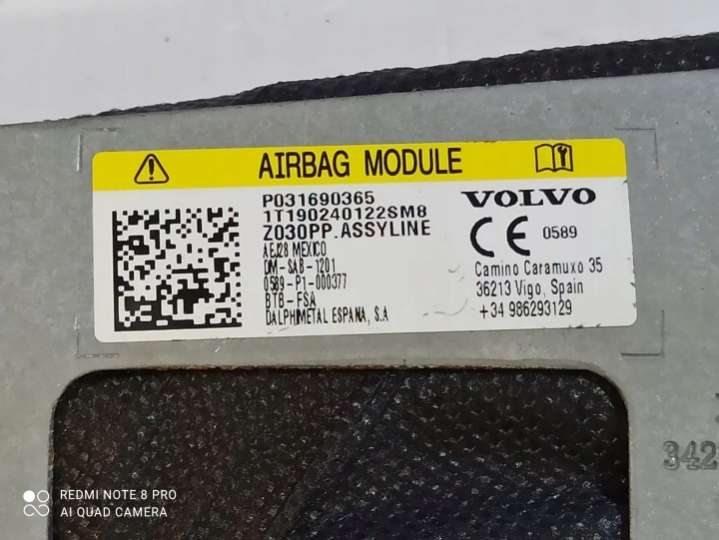 AIRBAG MODULE
P031690365
1T190240122SM8
Z030PP.ASSYLINE
AEJ28 MEXICO
DM-SAB-1201
0589-P1-000377
BTB-FSA
DALPHIMETAL ESPANA, S.A
VOLVO
CE 0589
Camino Caramuxo 35
36213 Vigo, Spain
+34 986293129
342
REDMI NOTE 8 PRO
AI QUAD CAMERA